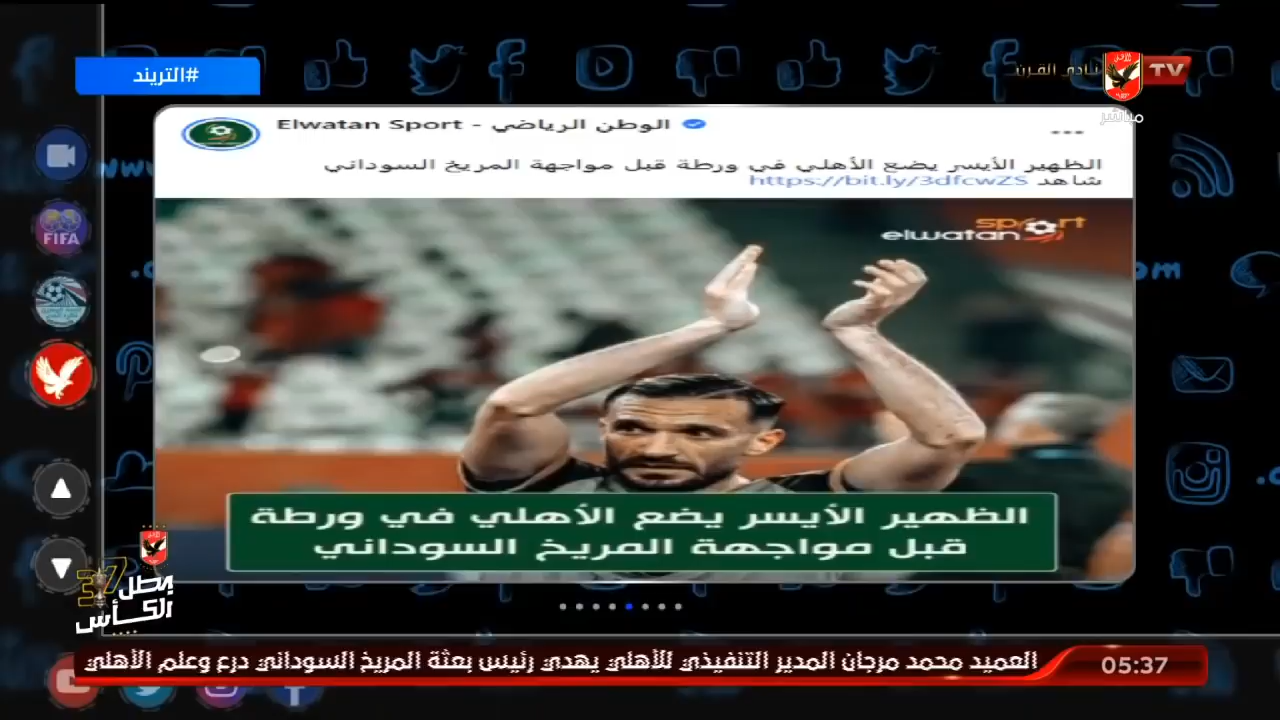 #التريند
نادي القرن
TV
مباشر
Elwatan Sport - الوطن الرياضي
الظهير الأيسر يضع الأهلي في ورطة قبل مواجهة المريخ السوداني
شاهد https://bit.ly/3dfcwZS
sport
elwatan
FIFA
الظهير الأيسر يضع الأهلي في ورطة
قبل مواجهة المريخ السوداني
37
بطل
الكأس
العميد محمد مرجان المدير التنفيذي للأهلي يهدي رئيس بعثة المريخ السوداني درع وعلم الأهلي
05:37